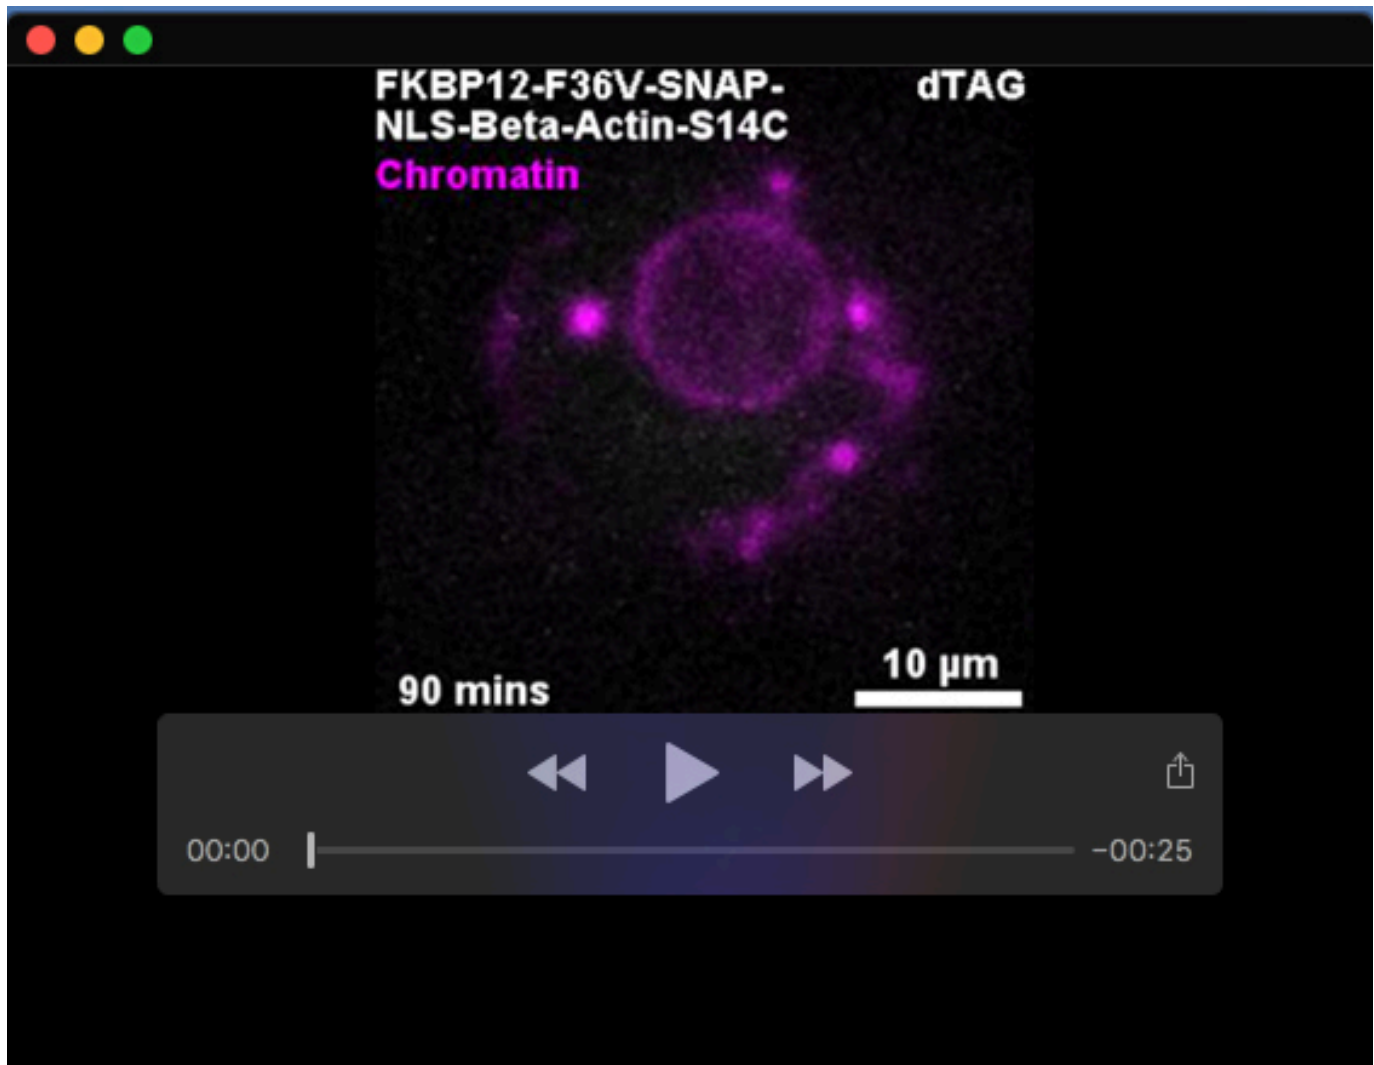 FKBP12-F36V-SNAP-
NLS-Beta-Actin-S14C
dTAG
Chromatin
90 mins
10 µm
00:00
-00:25